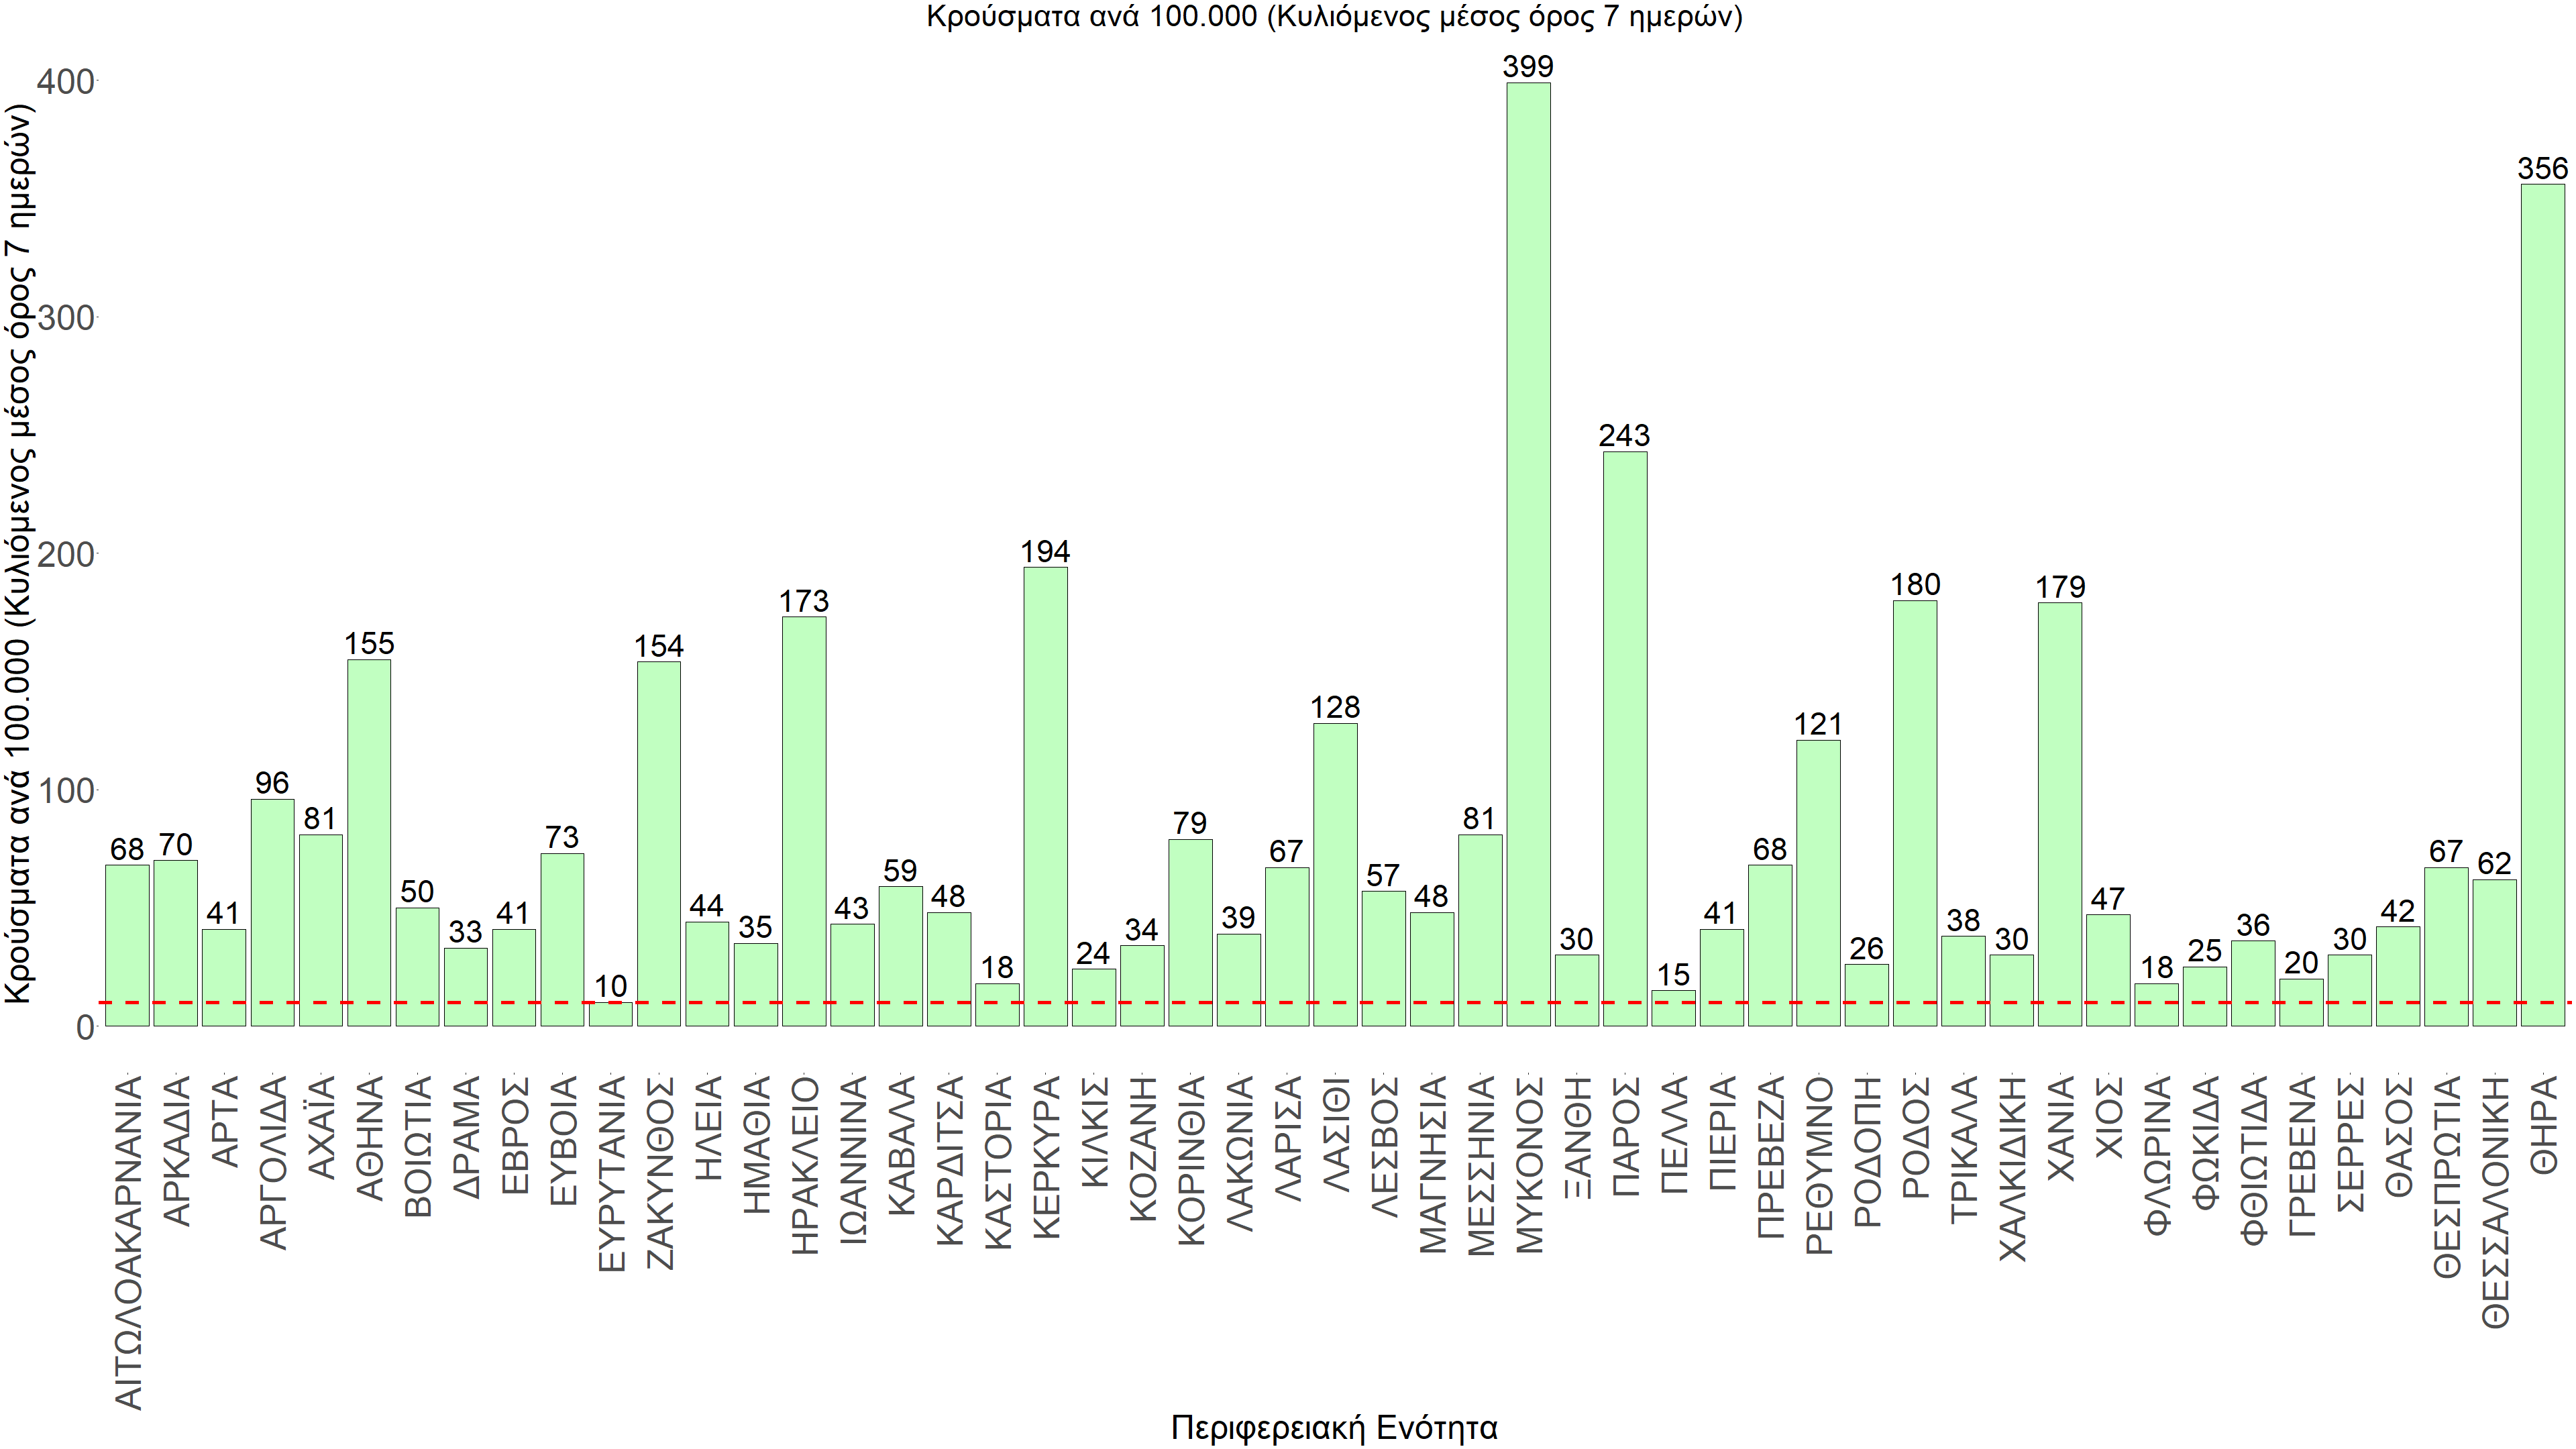 Κρούσματα ανά 100.000 (Κυλιόμενος μέσος όρος 7 ημερών)
Κρούσματα ανά 100.000 (Κυλιόμενος μέσος όρος 7 ημερών)
400
300
200
100
0
68
70
41
96
81
155
50
33
41
73
10
154
44
35
173
43
59
48
18
194
24
34
79
39
67
128
57
48
81
399
30
243
15
41
68
121
26
180
38
30
179
47
18
25
36
20
30
42
67
62
356
ΑΙΤΩΛΟΑΚΑΡΝΑΝΙΑ
ΑΡΚΑΔΙΑ
ΑΡΤΑ
ΑΡΓΟΛΙΔΑ
ΑΧΑΪΑ
ΑΘΗΝΑ
ΒΟΙΩΤΙΑ
ΔΡΑΜΑ
ΕΒΡΟΣ
ΕΥΒΟΙΑ
ΕΥΡΥΤΑΝΙΑ
ΖΑΚΥΝΘΟΣ
ΗΛΕΙΑ
ΗΜΑΘΙΑ
ΗΡΑΚΛΕΙΟ
ΙΩΑΝΝΙΝΑ
ΚΑΒΑΛΑ
ΚΑΡΔΙΤΣΑ
ΚΑΣΤΟΡΙΑ
ΚΕΡΚΥΡΑ
ΚΙΛΚΙΣ
ΚΟΖΑΝΗ
ΚΟΡΙΝΘΙΑ
ΛΑΚΩΝΙΑ
ΛΑΡΙΣΑ
ΛΑΣΙΘΙ
ΛΕΣΒΟΣ
ΜΑΓΝΗΣΙΑ
ΜΕΣΣΗΝΙΑ
ΜΥΚΟΝΟΣ
ΞΑΝΘΗ
ΠΑΡΟΣ
ΠΕΛΛΑ
ΠΙΕΡΙΑ
ΠΡΕΒΕΖΑ
ΡΕΘΥΜΝΟ
ΡΟΔΟΠΗ
ΡΟΔΟΣ
ΤΡΙΚΑΛΑ
ΧΑΛΚΙΔΙΚΗ
ΧΑΝΙΑ
ΧΙΟΣ
ΦΛΩΡΙΝΑ
ΦΩΚΙΔΑ
ΦΘΙΩΤΙΔΑ
ΓΡΕΒΕΝΑ
ΣΕΡΡΕΣ
ΘΑΣΟΣ
ΘΕΣΠΡΩΤΙΑ
ΘΕΣΣΑΛΟΝΙΚΗ
ΘΗΡΑ
Περιφερειακή Ενότητα